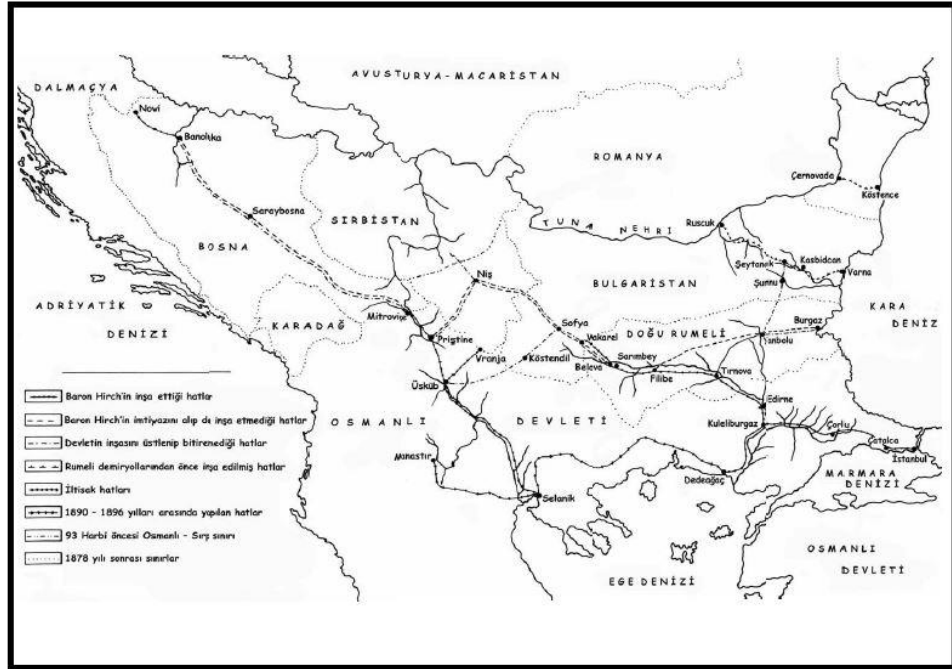 AVUSTURYA-MACARİSTAN
DALMAÇYA
Novi
Banolıka
ROMANYA
Çernovada
Köstence
Saraybosna
SIRBİSTAN
TUNA NEHRİ
Ruscuk
BOSNA
Şeytancık
Kasbidcan
Varna
Niş
Şumnu
BULGARİSTAN
ADRİYATİK
DENİZİ
KARA
DENİZ
Mitroviçe
KARADAĞ
Sofya
DOĞU RUMELİ
Burgaz
Priştine
Vakarel
Yanbolu
Vranja
Köstendil
Belova
Sarımbey
Filibe
Tırnova
Üsküb
Edirne
OSMANLI
DEVLETİ
Kuleliburgaz
Çorlu
Çatalca
İstanbul
Manastır
Dedeağaç
MARMARA
DENİZİ
Selanik
OSMANLI
DEVLETİ
EGE DENİZİ
Baron Hirch'in inşa ettiği hatlar
Baron Hirch'in imtiyazını alıp da inşa etmediği hatlar
Devletin inşasını üstlenip bitirenediği hatlar
Rumeli demiryollarından önce inşa edilmiş hatlar
İltisak hatları
1890 - 1896 yılları arasında yapılan hatlar
93 Harbi öncesi Osmanlı - Sırp sınırı
1878 yılı sonrası sınırlar